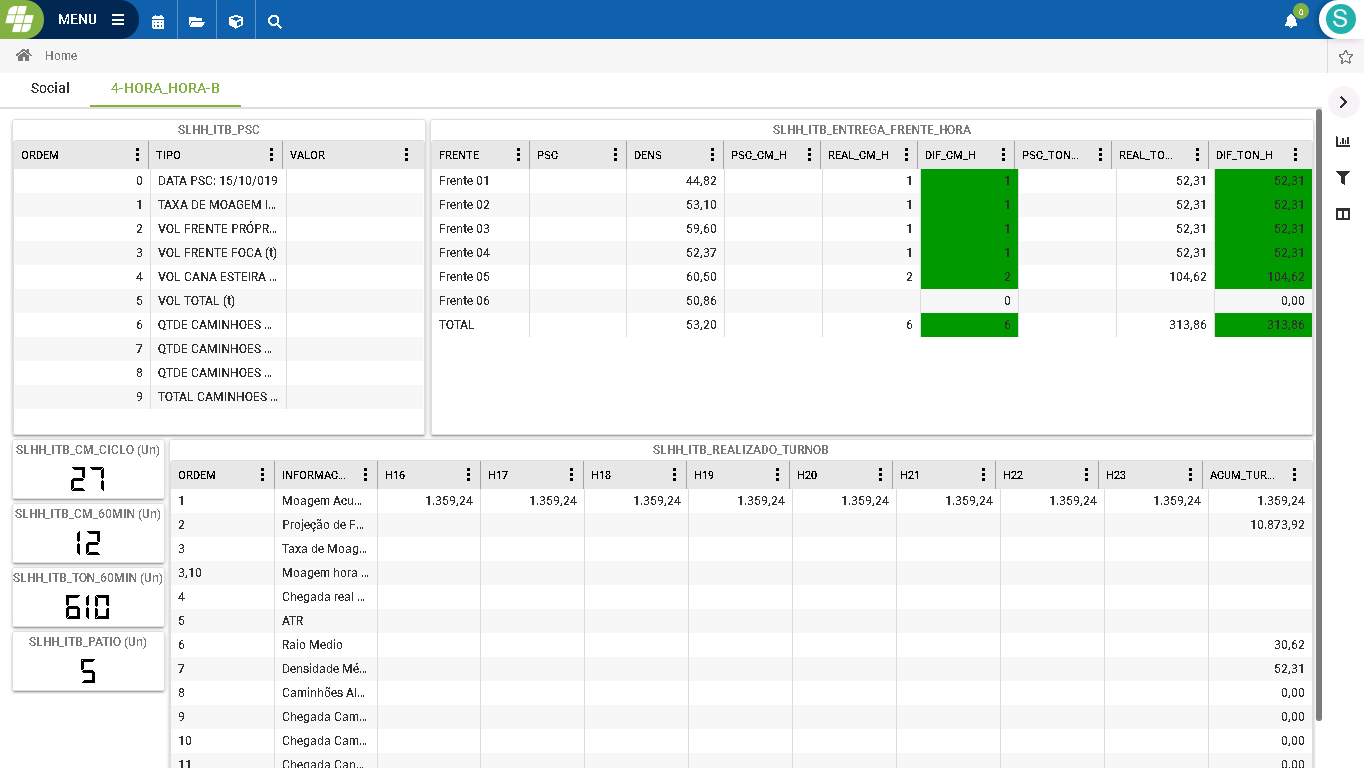 MENU
0
S
Home
Social 4-HORA_HORA-B
SLHH_ITB_PSC
ORDEM TIPO VALOR
0 DATA PSC: 15/10/019
1 TAXA DE MOAGEM I...
2 VOL FRENTE PRÓPR...
3 VOL FRENTE FOCA (t)
4 VOL CANA ESTEIRA ...
5 VOL TOTAL (t)
6 QTDE CAMINHOES ...
7 QTDE CAMINHOES ...
8 QTDE CAMINHOES ...
9 TOTAL CAMINHOES ...
SLHH_ITB_ENTREGA_FRENTE_HORA
FRENTE PSC DENS PSC_CM_H REAL_CM_H DIF_CM_H PSC_TON... REAL_TO... DIF_TON_H
Frente 01 44,82 1 1 52,31 52,31
Frente 02 53,10 1 1 52,31 52,31
Frente 03 59,60 1 1 52,31 52,31
Frente 04 52,37 1 1 52,31 52,31
Frente 05 60,50 2 2 104,62 104,62
Frente 06 50,86 0 0,00
TOTAL 53,20 6 6 313,86 313,86
SLHH_ITB_CM_CICLO (Un)
27
SLHH_ITB_CM_60MIN (Un)
12
SLHH_ITB_TON_60MIN (Un)
610
SLHH_ITB_PATIO (Un)
5
SLHH_ITB_REALIZADO_TURNOB
ORDEM INFORMAC... H16 H17 H18 H19 H20 H21 H22 H23 ACUM_TUR...
1 Moagem Acu... 1.359,24 1.359,24 1.359,24 1.359,24 1.359,24 1.359,24 1.359,24 1.359,24 1.359,24
2 Projeção de F... 10.873,92
3 Taxa de Moag...
3,10 Moagem hora ...
4 Chegada real ...
5 ATR
6 Raio Medio 30,62
7 Densidade Mé... 52,31
8 Caminhões Al... 0,00
9 Chegada Cam... 0,00
10 Chegada Cam... 0,00
11 Chegada Can... 0,00